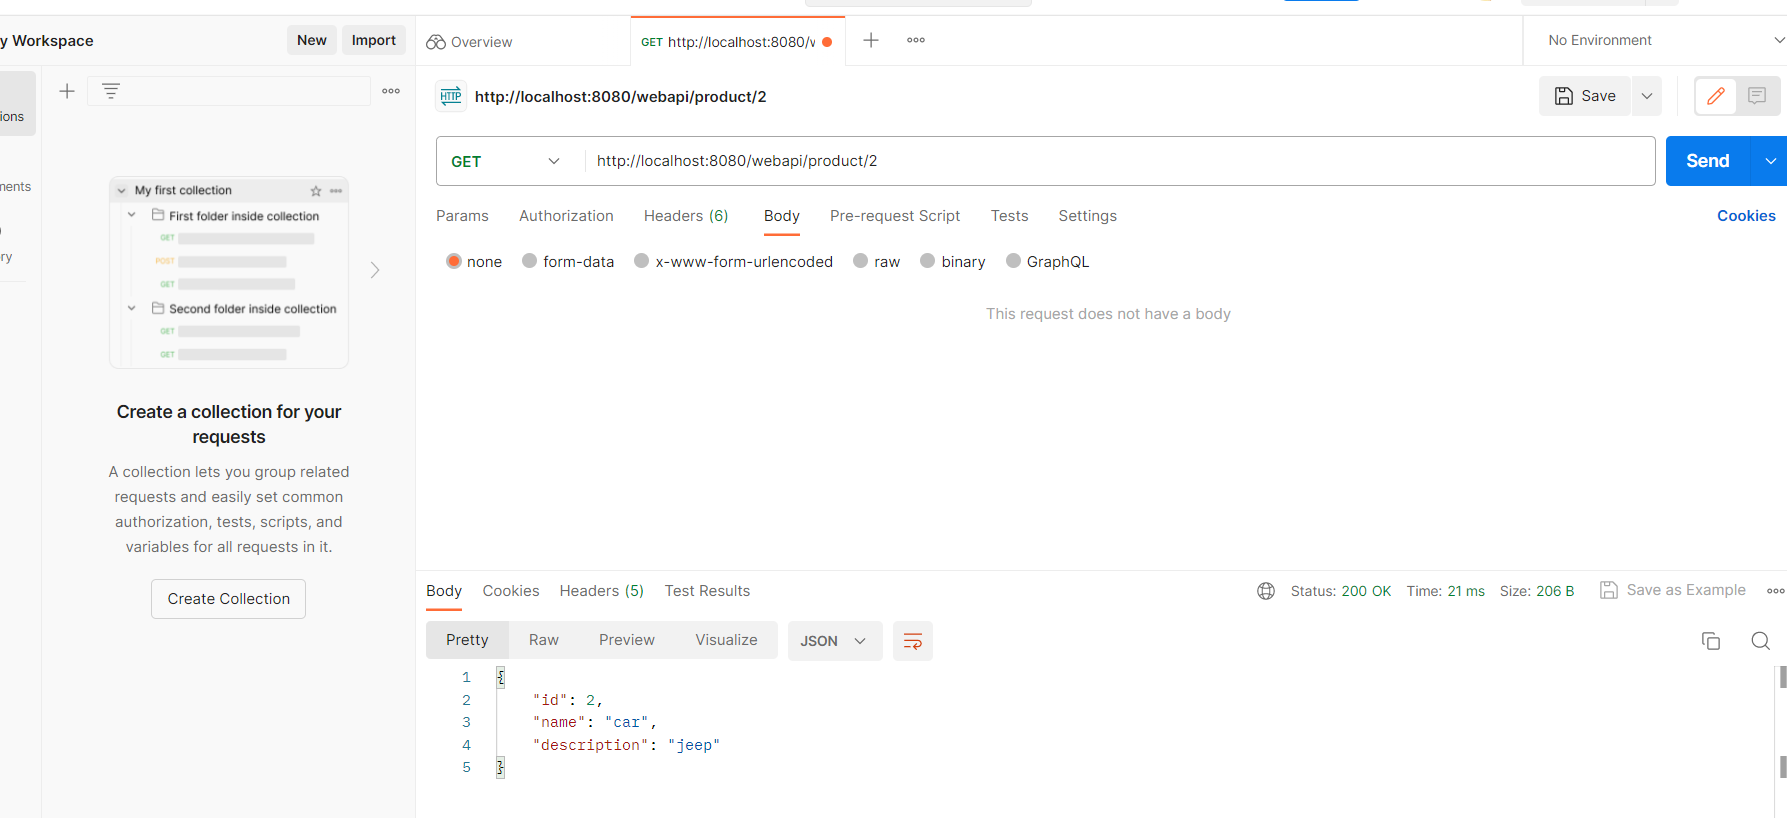 y Workspace
New
Import
Overview
GET http://localhost:8080/
No Environment
ions
ments
ry
http://localhost:8080/webapi/product/2
Save
GET
http://localhost:8080/webapi/product/2
Send
Params
Authorization
Headers (6)
Body
Pre-request Script
Tests
Settings
Cookies
none
form-data
x-www-form-urlencoded
raw
binary
GraphQL
This request does not have a body
My first collection
First folder inside collection
GET
POST
GET
Second folder inside collection
GET
GET
Create a collection for your
requests
A collection lets you group related
requests and easily set common
authorization, tests, scripts, and
variables for all requests in it.
Create Collection
Body
Cookies
Headers (5)
Test Results
Status: 200 OK
Time: 21 ms
Size: 206 B
Save as Example
Pretty
Raw
Preview
Visualize
JSON
1 {
2 "id": 2,
3 "name": "car",
4 "description": "jeep"
5 }